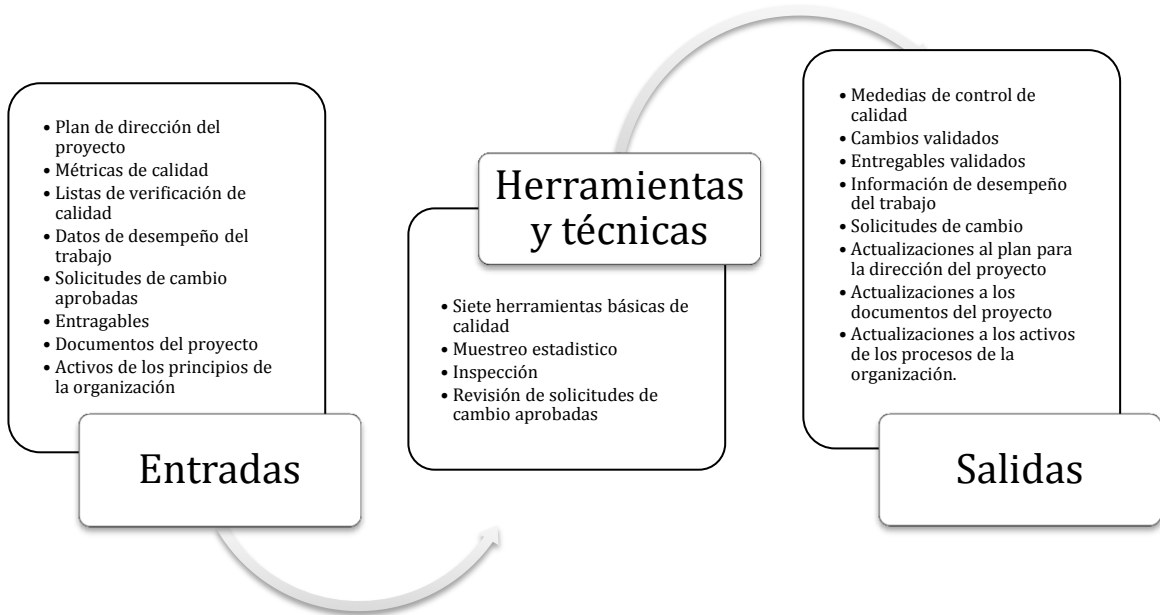 • Plan de dirección del
proyecto
• Métricas de calidad
• Listas de verificación de
calidad
• Datos de desempeño del
trabajo
• Solicitudes de cambio
aprobadas
• Entragables
• Documentos del proyecto
• Activos de los principios de
la organización
Entradas
Herramientas
y técnicas
• Siete herramientas básicas de
calidad
• Muestreo estadistico
• Inspección
• Revisión de solicitudes de
cambio aprobadas
• Mededias de control de
calidad
• Cambios validados
• Entregables validados
• Información de desempeño
del trabajo
• Solicitudes de cambio
• Actualizaciones al plan para
la dirección del proyecto
• Actualizaciones a los
documentos del proyecto
• Actualizaciones a los activos
de los procesos de la
organización.
Salidas